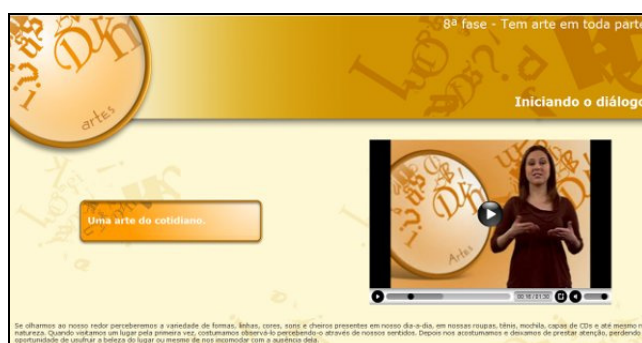 8ª fase - Tem arte em toda parte
Iniciando o diálogo
artes
Uma arte do cotidiano.
Artes
00:16 / 01:30
Se olharmos ao nosso redor perceberemos a variedade de formas, linhas, cores, sons e cheiros presentes em nosso dia-a-dia, em nossas roupas, tênis, mochila, capas de CDs e até mesmo n
natureza. Quando visitamos um lugar pela primeira vez, costumamos observá-lo percebendo-o através de nossos sentidos. Depois nos acostumamos e deixamos de prestar atenção, perdendo
oportunidade de usufruir a beleza do lugar ou mesmo de nos incomodar com a ausência dela.